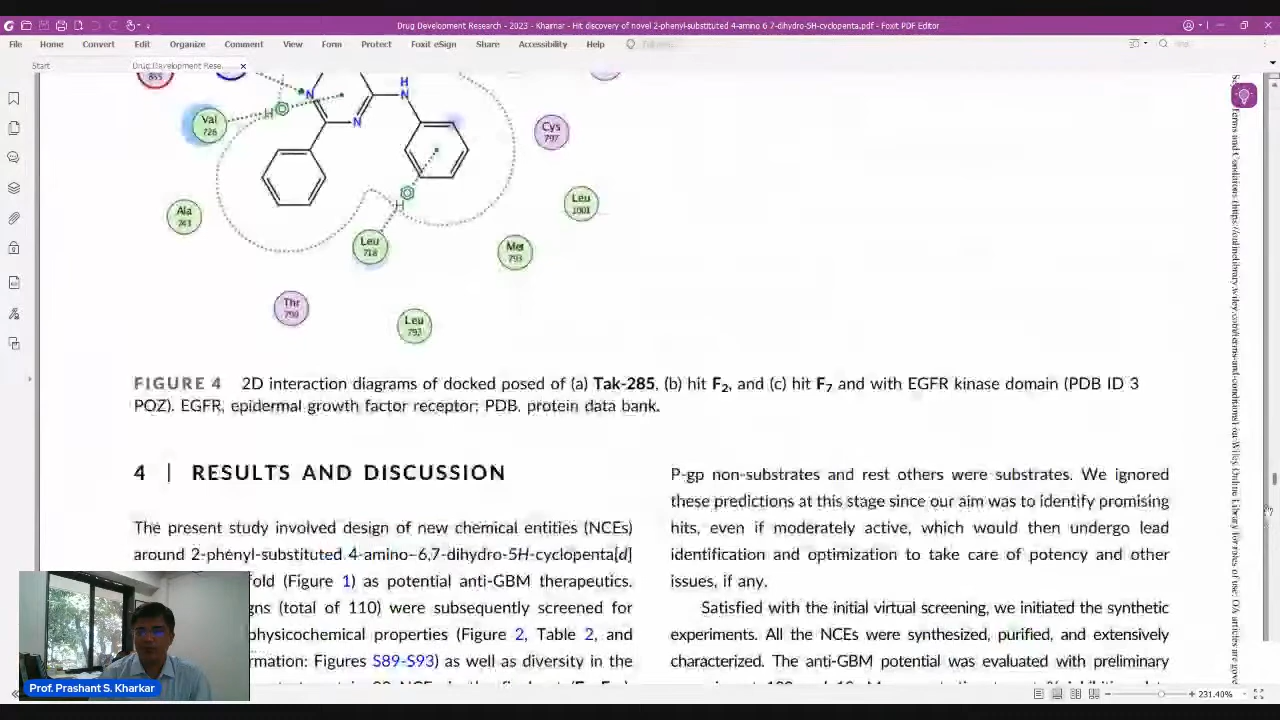 Drug Development Research - 2023 - Kharkar - Hit discovery of novel 2-phenyl-substituted 4-amino 6 7-dihydro-5H-cyclopenta.pdf - Foxit PDF Editor
File Home Convert Edit Organize Comment View Form Protect Foxit eSign Share Accessibility Help
Start Drug Development Rese...
855
Val
726
H
N
H
N
N
Cys
797
Ala
743
H
Leu
718
Leu
1001
Met
793
Thr
790
Leu
792
FIGURE 4 2D interaction diagrams of docked posed of (a) Tak-285, (b) hit F2, and (c) hit F7 and with EGFR kinase domain (PDB ID 3
POZ). EGFR, epidermal growth factor receptor; PDB, protein data bank.
4 | RESULTS AND DISCUSSION
The present study involved design of new chemical entities (NCEs)
around 2-phenyl-substituted 4-amino-6,7-dihydro-5H-cyclopenta[d]
fold (Figure 1) as potential anti-GBM therapeutics.
gns (total of 110) were subsequently screened for
physicochemical properties (Figure 2, Table 2, and
rmation: Figures S89-S93) as well as diversity in the
P-gp non-substrates and rest others were substrates. We ignored
these predictions at this stage since our aim was to identify promising
hits, even if moderately active, which would then undergo lead
identification and optimization to take care of potency and other
issues, if any.
Satisfied with the initial virtual screening, we initiated the synthetic
experiments. All the NCEs were synthesized, purified, and extensively
characterized. The anti-GBM potential was evaluated with preliminary
Prof. Prashant S. Kharkar
231.40%